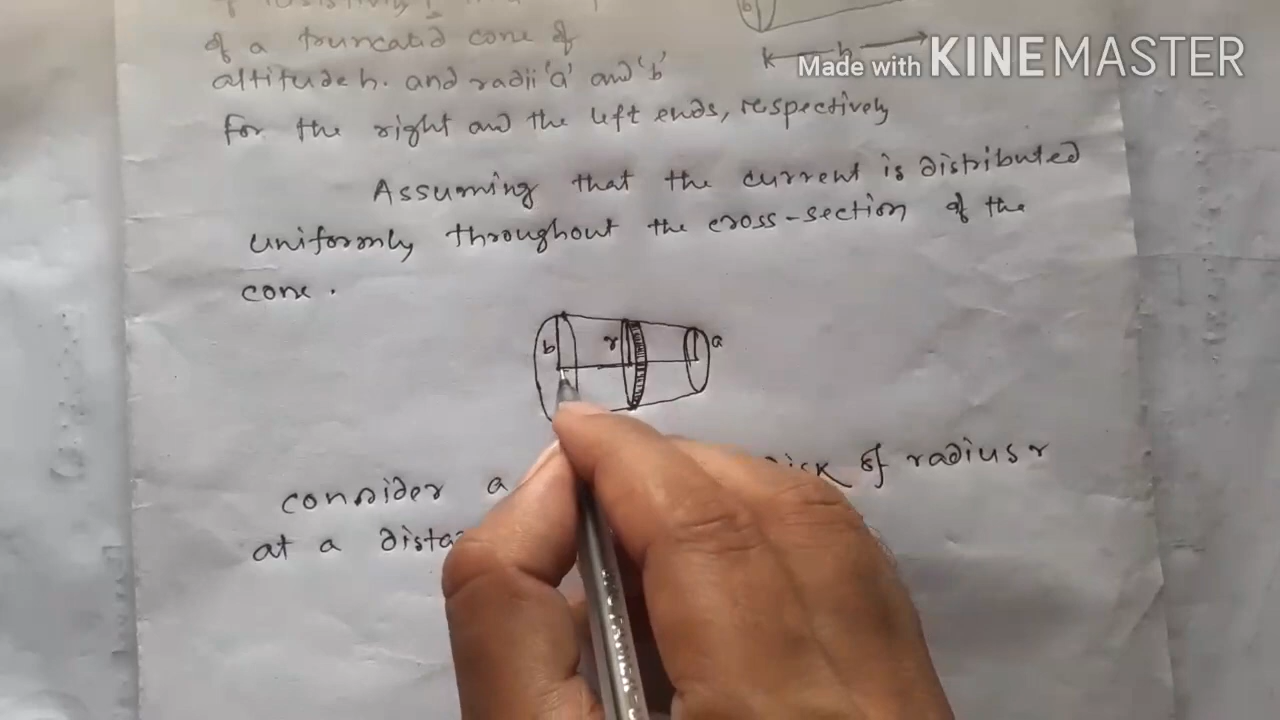 of resistivity
of a truncated cone of
altitude h. and radii 'a' and 'b'
for the right and the left ends, respectively
Assuming that the current is distributed
uniformly throughout the cross-section of the
cone.
b r a
consider a disk of radius r
at a
b
h
Made with KINEMASTER